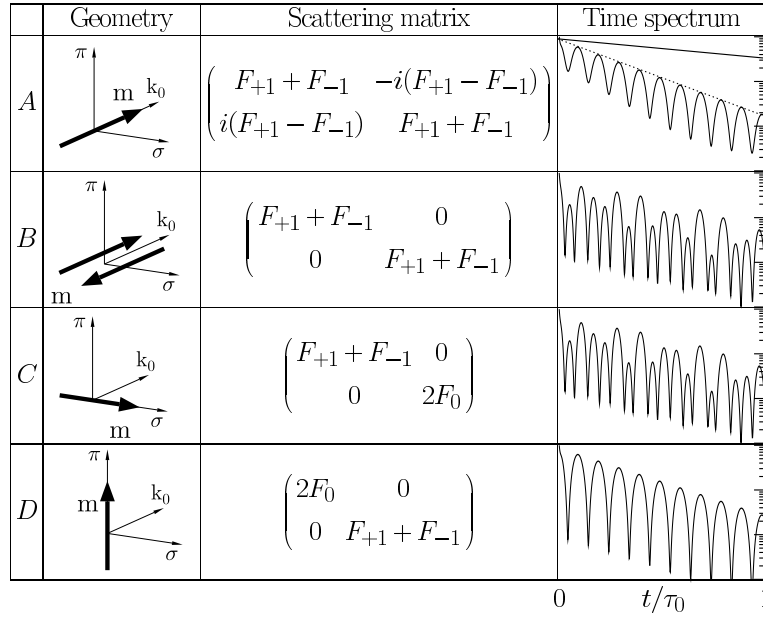 Geometry Scattering matrix Time spectrum
A
π
m k₀
σ
F₊₁ + F₋₁ −i(F₊₁ − F₋₁)
i(F₊₁ − F₋₁) F₊₁ + F₋₁
B
π
k₀
σ
m
F₊₁ + F₋₁ 0
0 F₊₁ + F₋₁
C
π
k₀
σ
m
F₊₁ + F₋₁ 0
0 2F₀
D
π
m k₀
σ
2F₀ 0
0 F₊₁ + F₋₁
0 t/τ₀